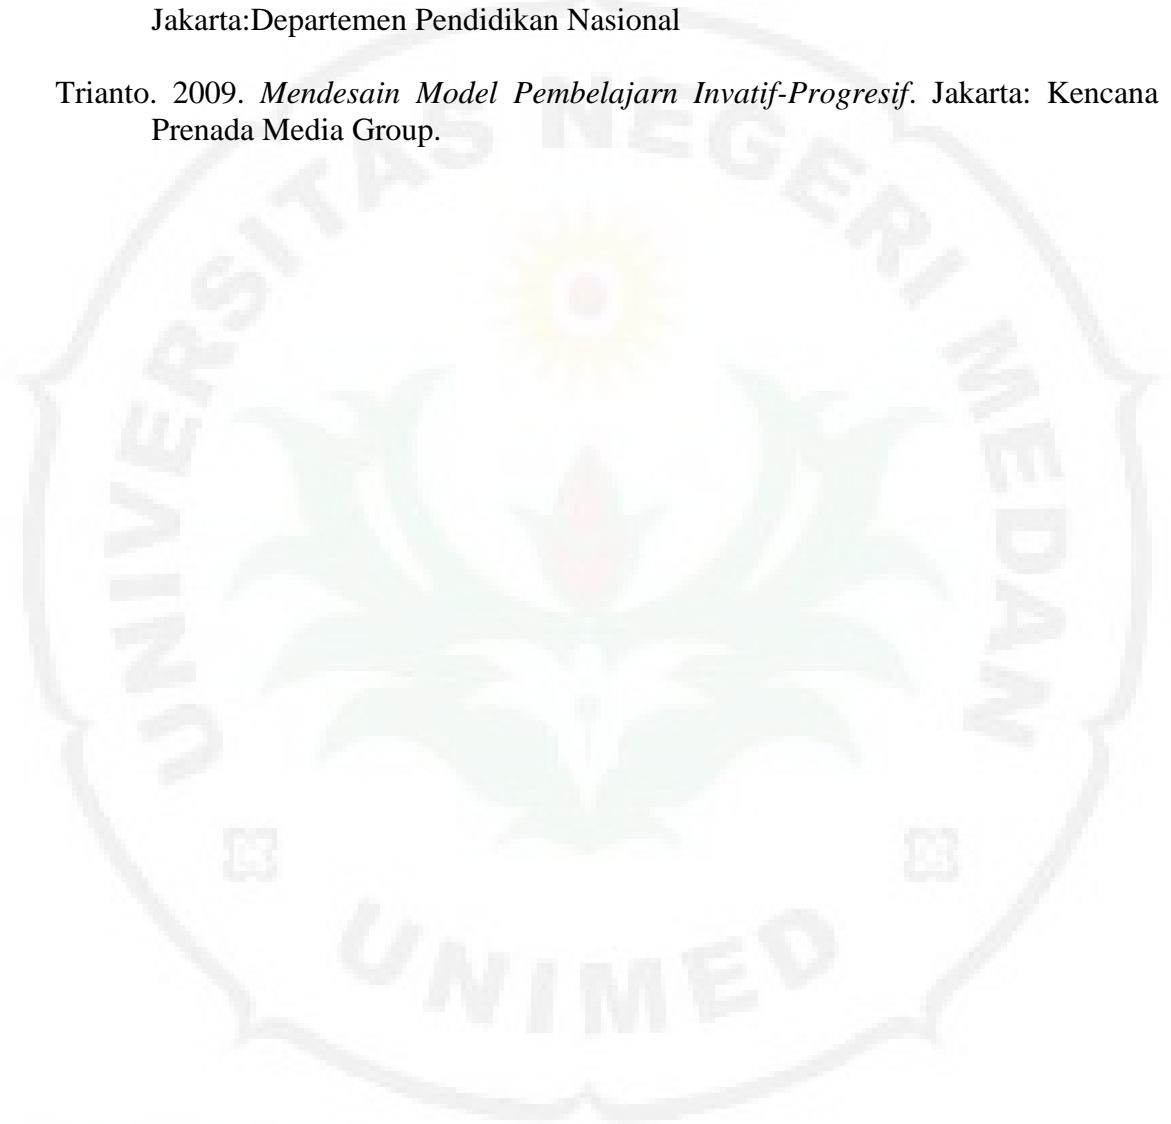 Jakarta:Departemen Pendidikan Nasional
Trianto. 2009. Mendesain Model Pembelajarn Invatif-Progresif. Jakarta: Kencana
Prenada Media Group.
UNIVERSITAS NEGERI MEDAN
UNIMED